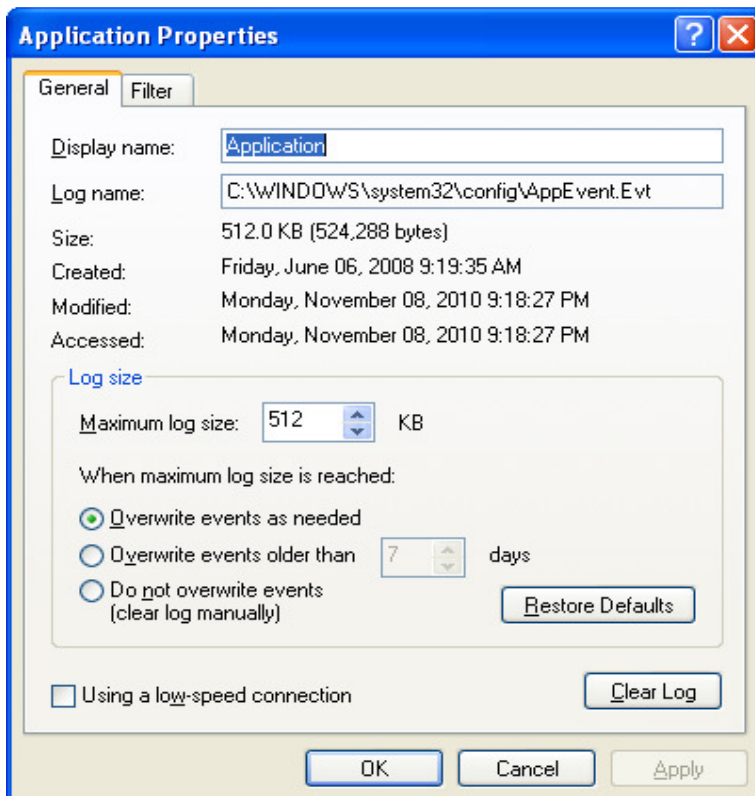 Application Properties
General Filter
Display name: Application
Log name: C:\WINDOWS\system32\config\AppEvent.Evt
Size: 512.0 KB (524,288 bytes)
Created: Friday, June 06, 2008 9:19:35 AM
Modified: Monday, November 08, 2010 9:18:27 PM
Accessed: Monday, November 08, 2010 9:18:27 PM
Log size
Maximum log size: 512 KB
When maximum log size is reached:
Overwrite events as needed
Overwrite events older than 7 days
Do not overwrite events
(clear log manually)
Restore Defaults
Using a low-speed connection
Clear Log
OK Cancel Apply